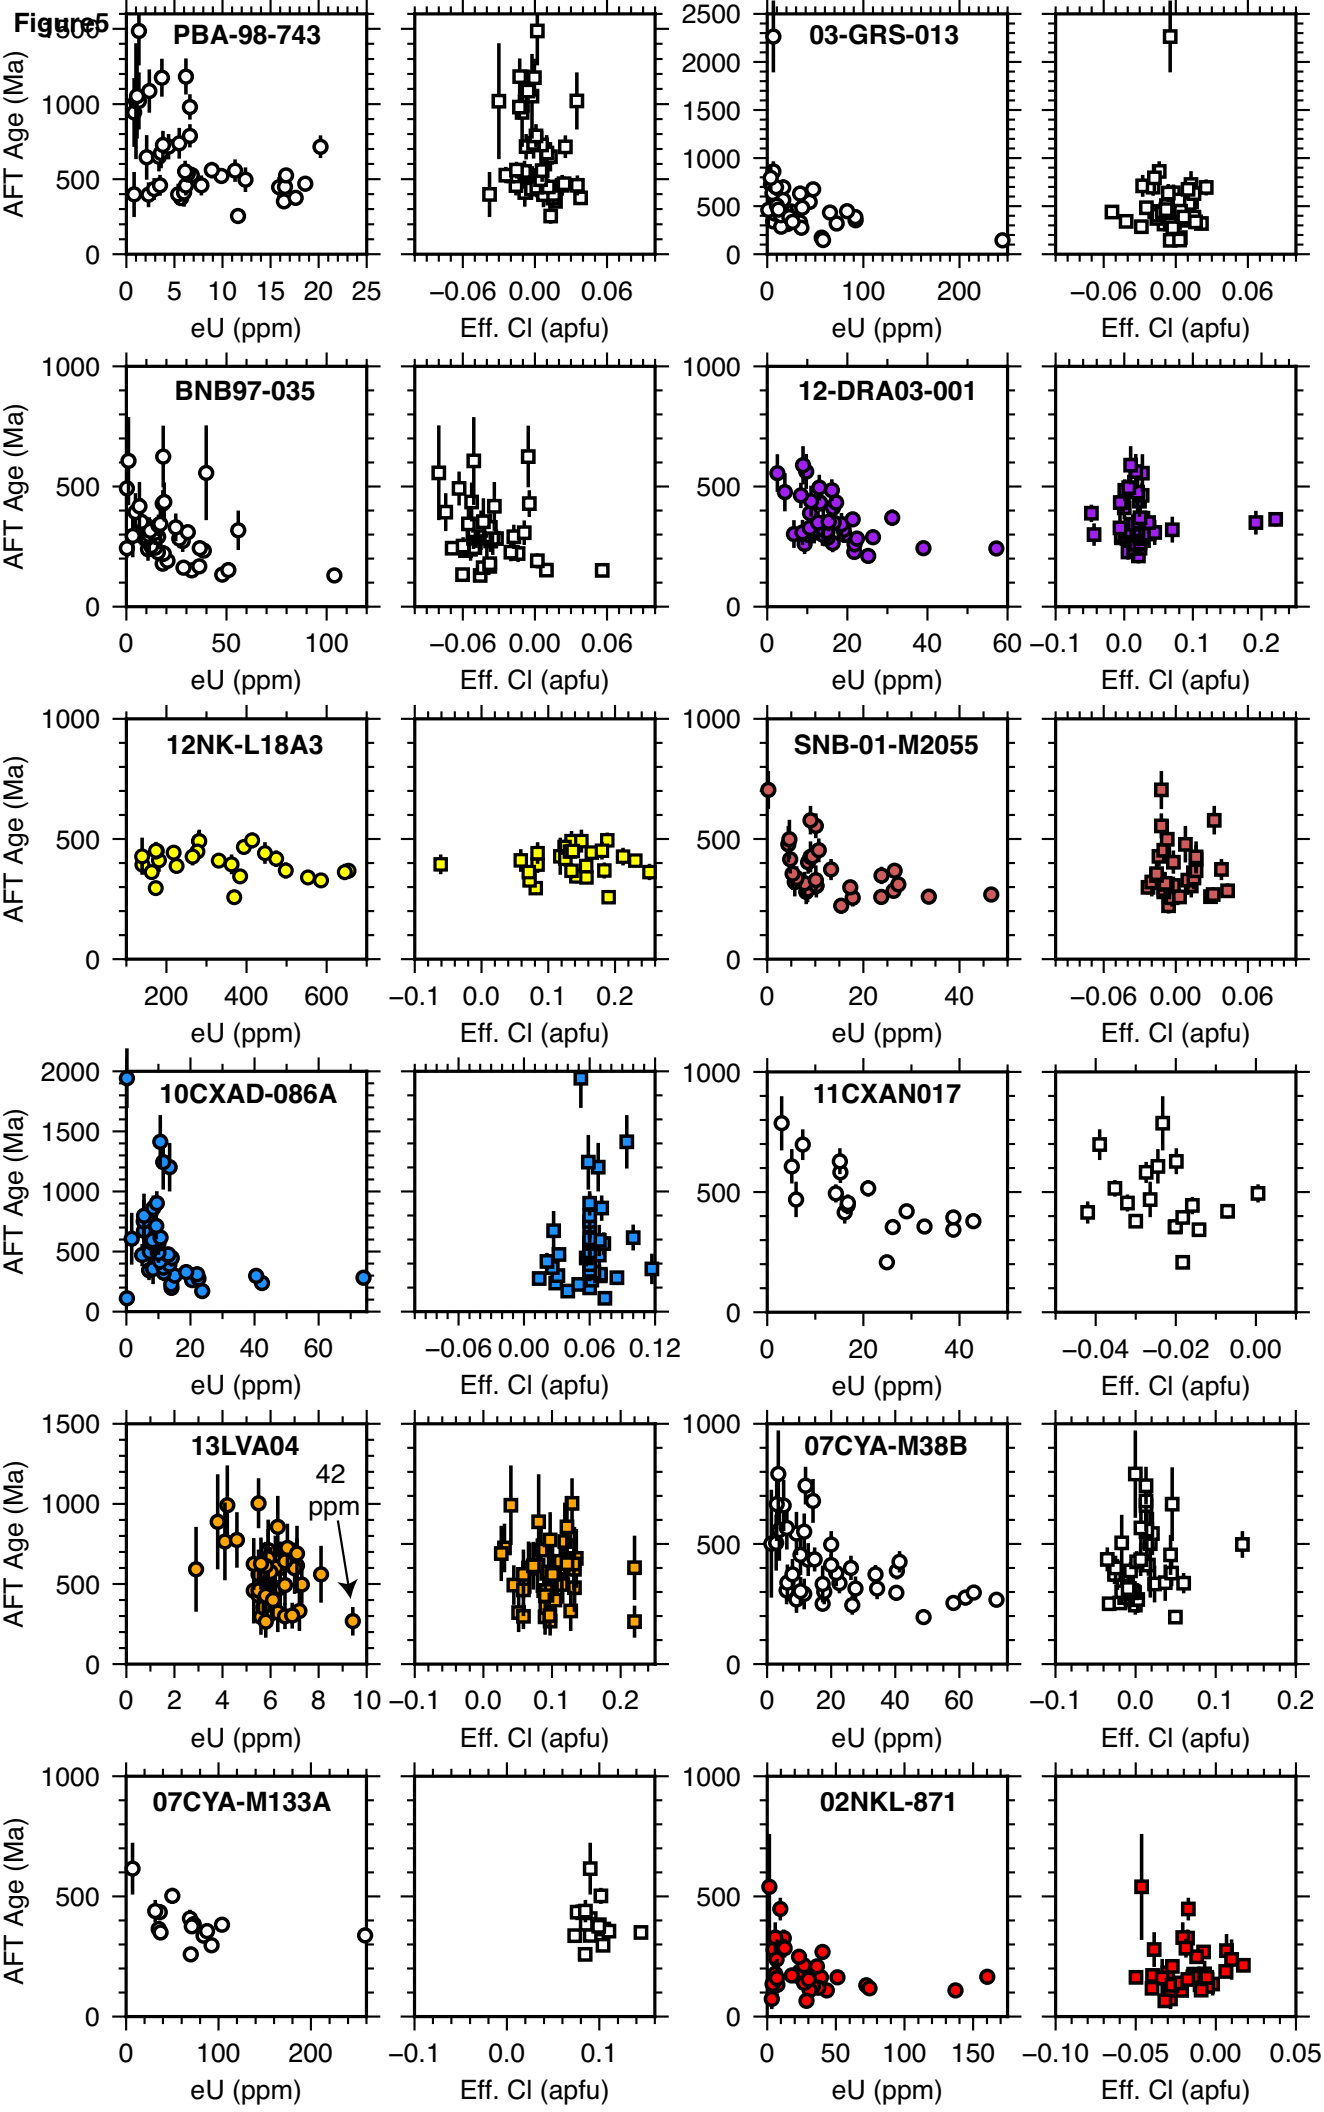 Figure5
PBA-98-743
03-GRS-013
AFT Age (Ma)
1500
1000
500
0
2500
2000
1500
1000
500
0
0 5 10 15 20 25
−0.06 0.00 0.06
0 100 200
−0.06 0.00 0.06
eU (ppm)
Eff. Cl (apfu)
eU (ppm)
Eff. Cl (apfu)
BNB97-035
12-DRA03-001
AFT Age (Ma)
1000
500
0
1000
500
0
0 50 100
−0.06 0.00 0.06
0 20 40 60
−0.1 0.0 0.1 0.2
eU (ppm)
Eff. Cl (apfu)
eU (ppm)
Eff. Cl (apfu)
12NK-L18A3
SNB-01-M2055
AFT Age (Ma)
1000
500
0
1000
500
0
200 400 600
−0.1 0.0 0.1 0.2
0 20 40
−0.06 0.00 0.06
eU (ppm)
Eff. Cl (apfu)
eU (ppm)
Eff. Cl (apfu)
10CXAD-086A
11CXAN017
AFT Age (Ma)
2000
1500
1000
500
0
1000
500
0
0 20 40 60
−0.06 0.00 0.06 0.12
0 20 40
−0.04 −0.02 0.00
eU (ppm)
Eff. Cl (apfu)
eU (ppm)
Eff. Cl (apfu)
13LVA04
42
ppm
07CYA-M38B
AFT Age (Ma)
1500
1000
500
0
1000
500
0
0 2 4 6 8 10
−0.1 0.0 0.1 0.2
0 20 40 60
−0.1 0.0 0.1 0.2
eU (ppm)
Eff. Cl (apfu)
eU (ppm)
Eff. Cl (apfu)
07CYA-M133A
02NKL-871
AFT Age (Ma)
1000
500
0
1000
500
0
0 100 200
−0.1 0.0 0.1
0 50 100 150
−0.10 −0.05 0.00 0.05
eU (ppm)
Eff. Cl (apfu)
eU (ppm)
Eff. Cl (apfu)